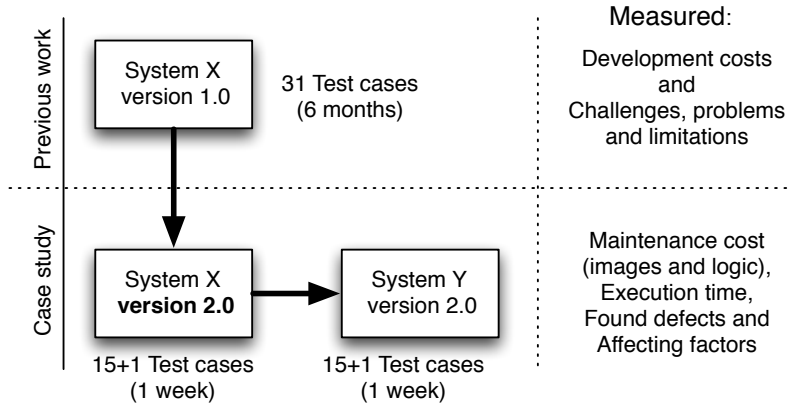 Measured:
Previous work
System X
version 1.0
31 Test cases
(6 months)
Development costs
and
Challenges, problems
and limitations
Case study
System X
version 2.0
System Y
version 2.0
Maintenance cost
(images and logic),
Execution time,
Found defects and
Affecting factors
15+1 Test cases
(1 week)
15+1 Test cases
(1 week)